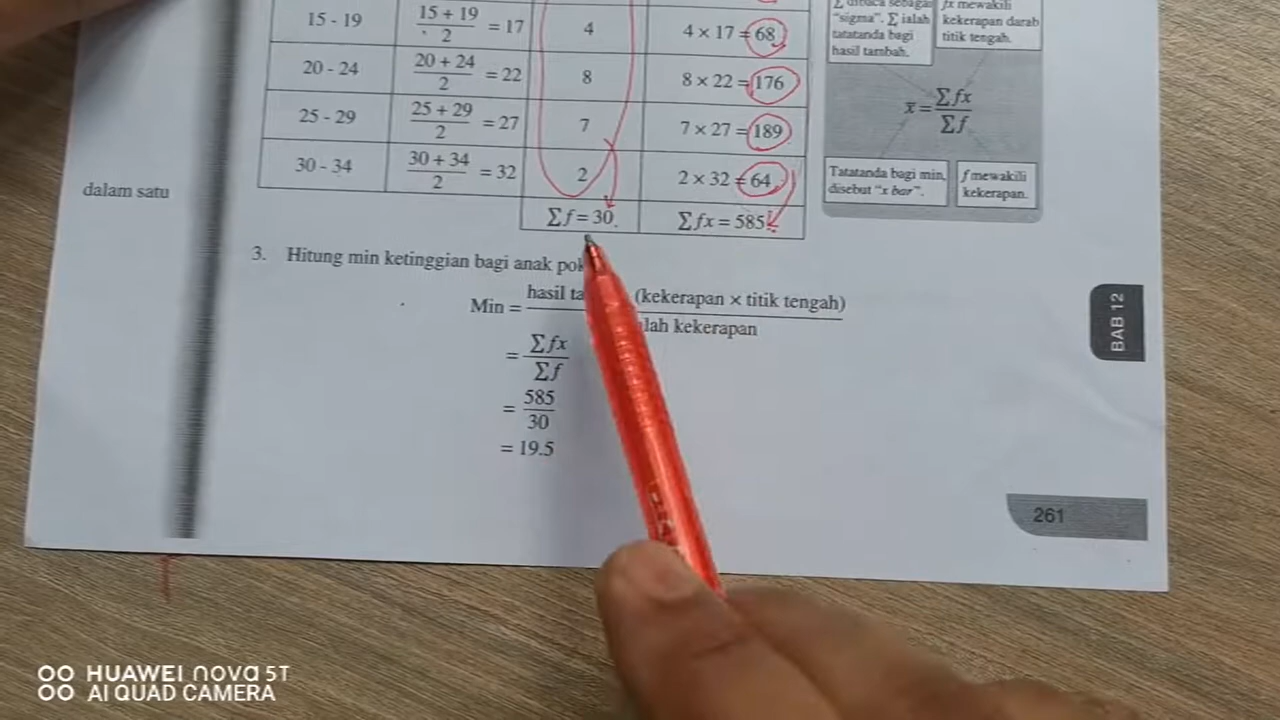 Σ dibaca sebagai
"sigma". Σ ialah
tatatanda bagi
hasil tambah.
fx mewakili
kekerapan darab
titik tengah.
15 - 19 (15 + 19)/2 = 17 4 4 × 17 = 68
20 - 24 (20 + 24)/2 = 22 8 8 × 22 = 176
25 - 29 (25 + 29)/2 = 27 7 7 × 27 = 189
30 - 34 (30 + 34)/2 = 32 2 2 × 32 = 64
Σf = 30 Σfx = 585
x̄ = Σfx/Σf
Tatatanda bagi min,
disebut "x bar".
f mewakili
kekerapan.
dalam satu
3. Hitung min ketinggian bagi anak
Min = hasil (kekerapan × titik tengah)
kekerapan
= Σfx/Σf
= 585/30
= 19.5
BAB 12
261
HUAWEI nova 5T
AI QUAD CAMERA